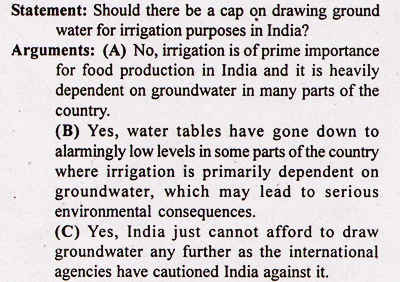 Statement: Should there be a cap on drawing ground
water for irrigation purposes in India?
Arguments: (A) No, irrigation is of prime importance
for food production in India and it is heavily
dependent on groundwater in many parts of the
country.
(B) Yes, water tables have gone down to
alarmingly low levels in some parts of the country
where irrigation is primarily dependent on
groundwater, which may lead to serious
environmental consequences.
(C) Yes, India just cannot afford to draw
groundwater any further as the international
agencies have cautioned India against it.